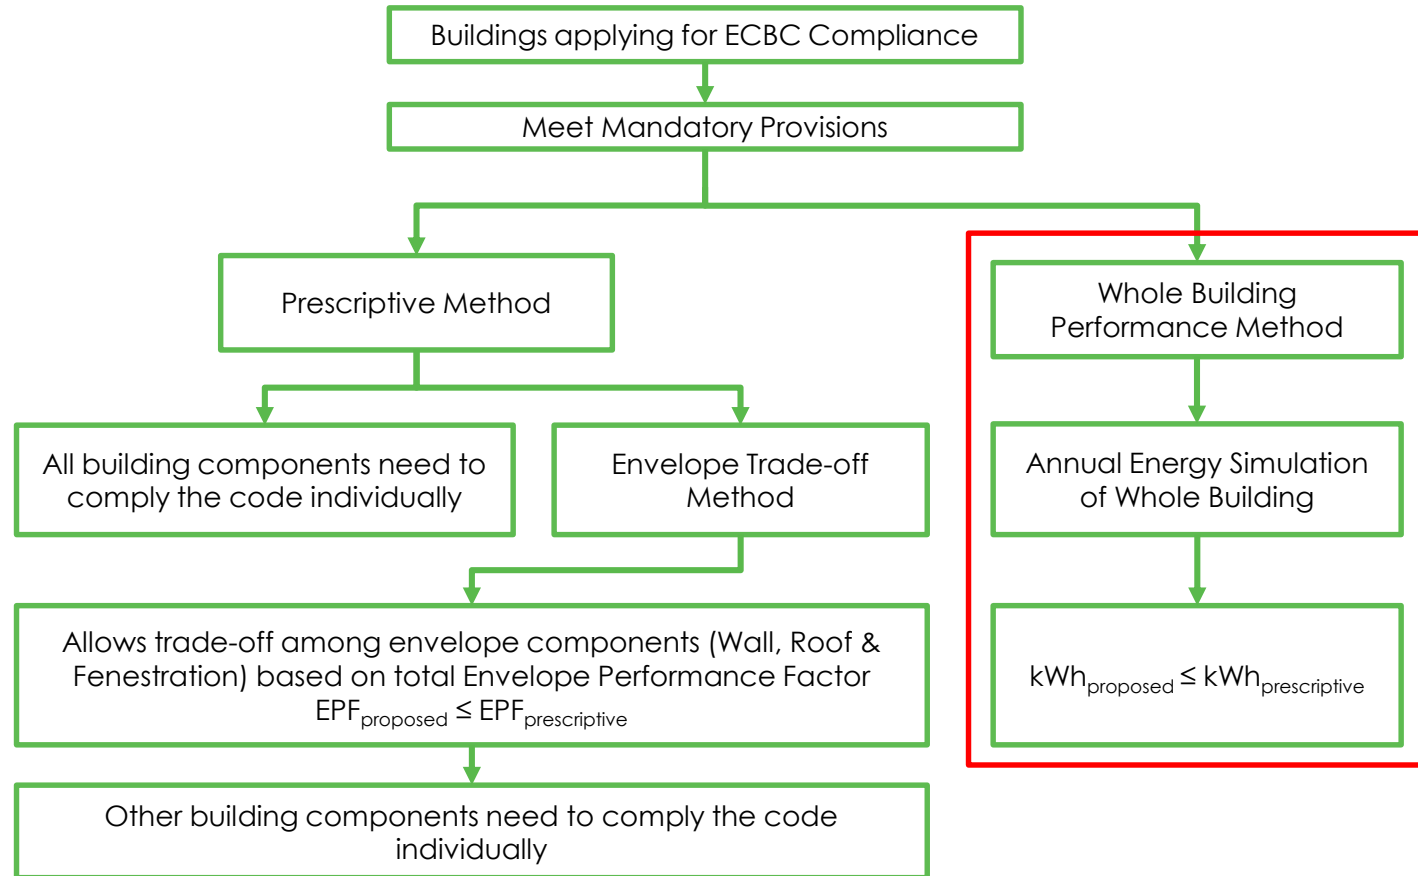 Buildings applying for ECBC Compliance
Meet Mandatory Provisions
Prescriptive Method
Whole Building
Performance Method
All building components need to
comply the code individually
Envelope Trade-off
Method
Annual Energy Simulation
of Whole Building
Allows trade-off among envelope components (Wall, Roof &
Fenestration) based on total Envelope Performance Factor
EPFproposed ≤ EPFprescriptive
kWhproposed ≤ kWhprescriptive
Other building components need to comply the code
individually